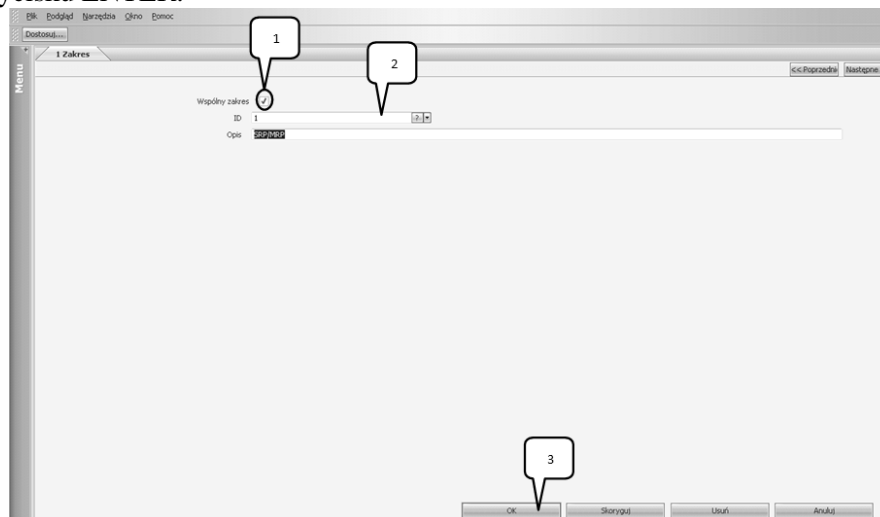 Plik Podgląd Narzędzia Okno Pomoc
Dostosuj...
1
2
1 Zakres
Menu
<< Poprzedni Następne
Wspólny zakres
ID 1
Opis SRP/MRP
3
OK Skoryguj Usuń Anuluj